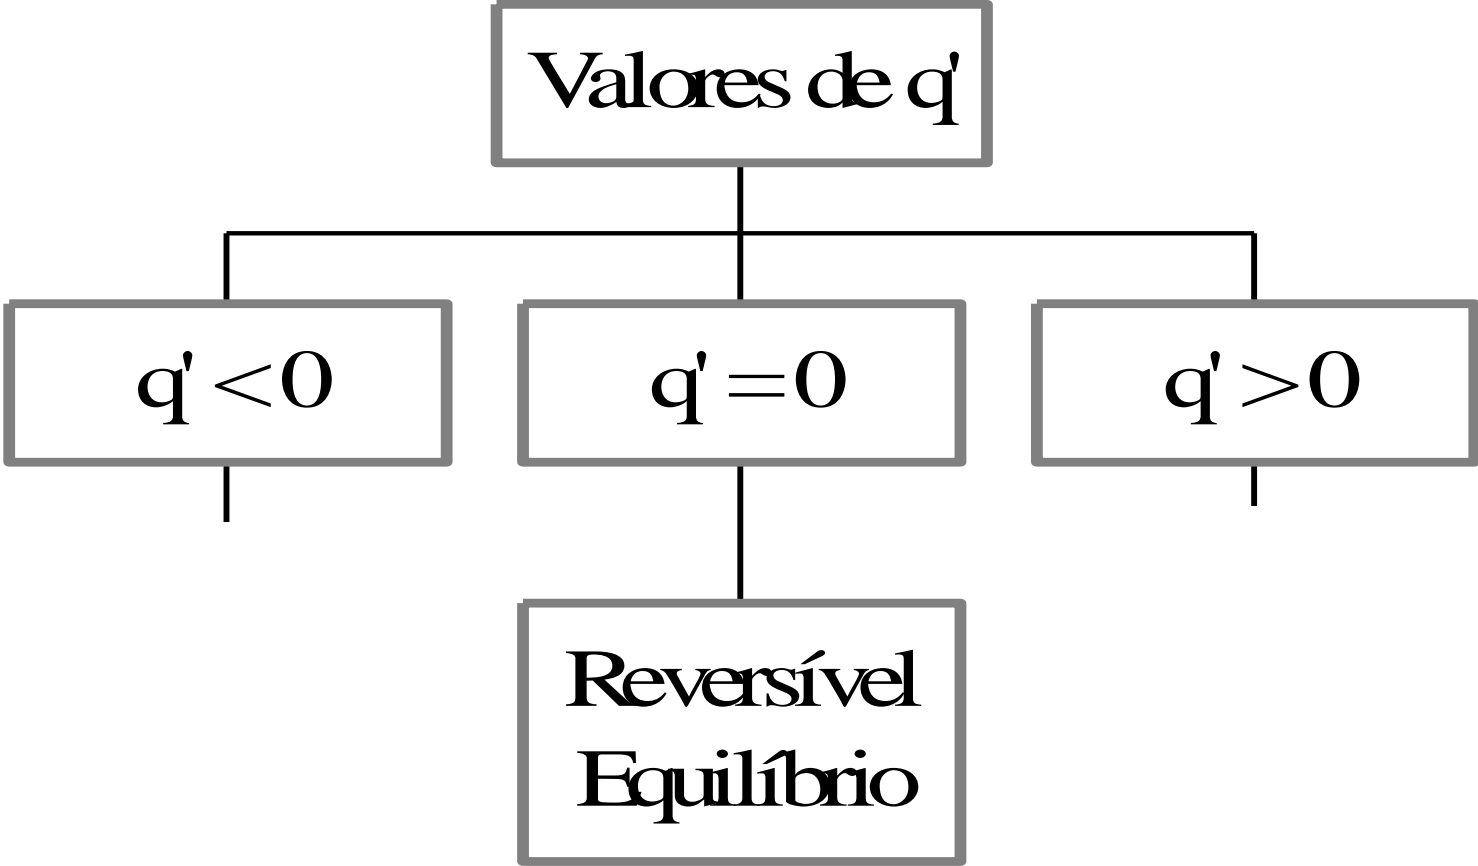 Valores de q'
q' <0
q' =0
q' >0
Reversível
Equilíbrio